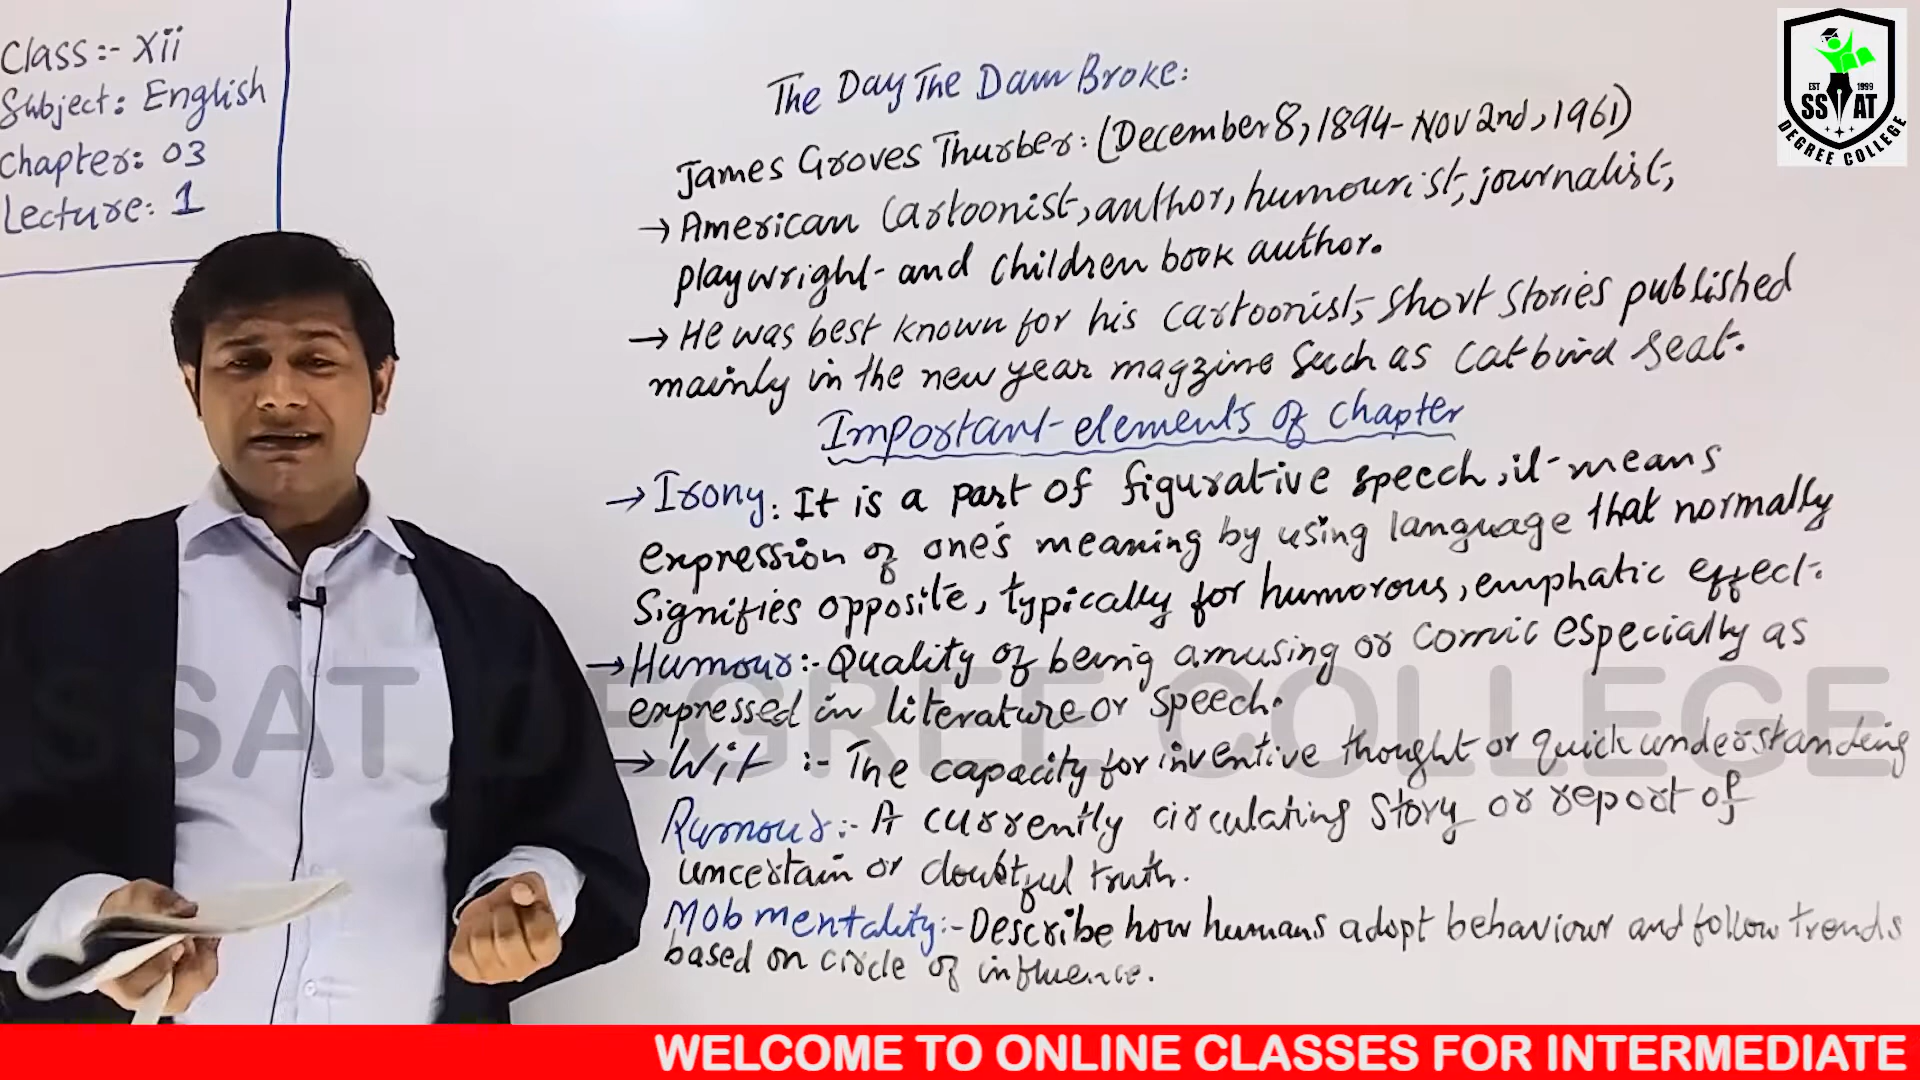 Class:- Xii
Subject: English
Chapter: 03
Lecture: 1
The Day The Dam Broke:
James Groves Thurber: (December 8, 1894- Nov 2nd, 1961)
→ American Cartoonist, author, humourist, journalist,
playwright- and children book author.
→ He was best known for his cartoonist, short stories published
mainly in the new year magzine such as Catbird Seat.
Important elements of chapter
→ Irony: It is a part of figurative speech, it means
expression of one's meaning by using language that normally
Signifies opposite, typically for humorous, emphatic effect.
→ Humour:- Quality of being amusing or comic especially as
expressed in literature or speech.
→ Wit :- The capacity for inventive thought or quick understanding
Rumour:- A currently circulating story or report of
uncertain or doubtful truth.
Mob mentality:- Describe how humans adopt behaviour and follow trends
based on circle of influence.
EST 1999
SSAT
DEGREE COLLEGE
SSAT DEGREE COLLEGE
WELCOME TO ONLINE CLASSES FOR INTERMEDIATE